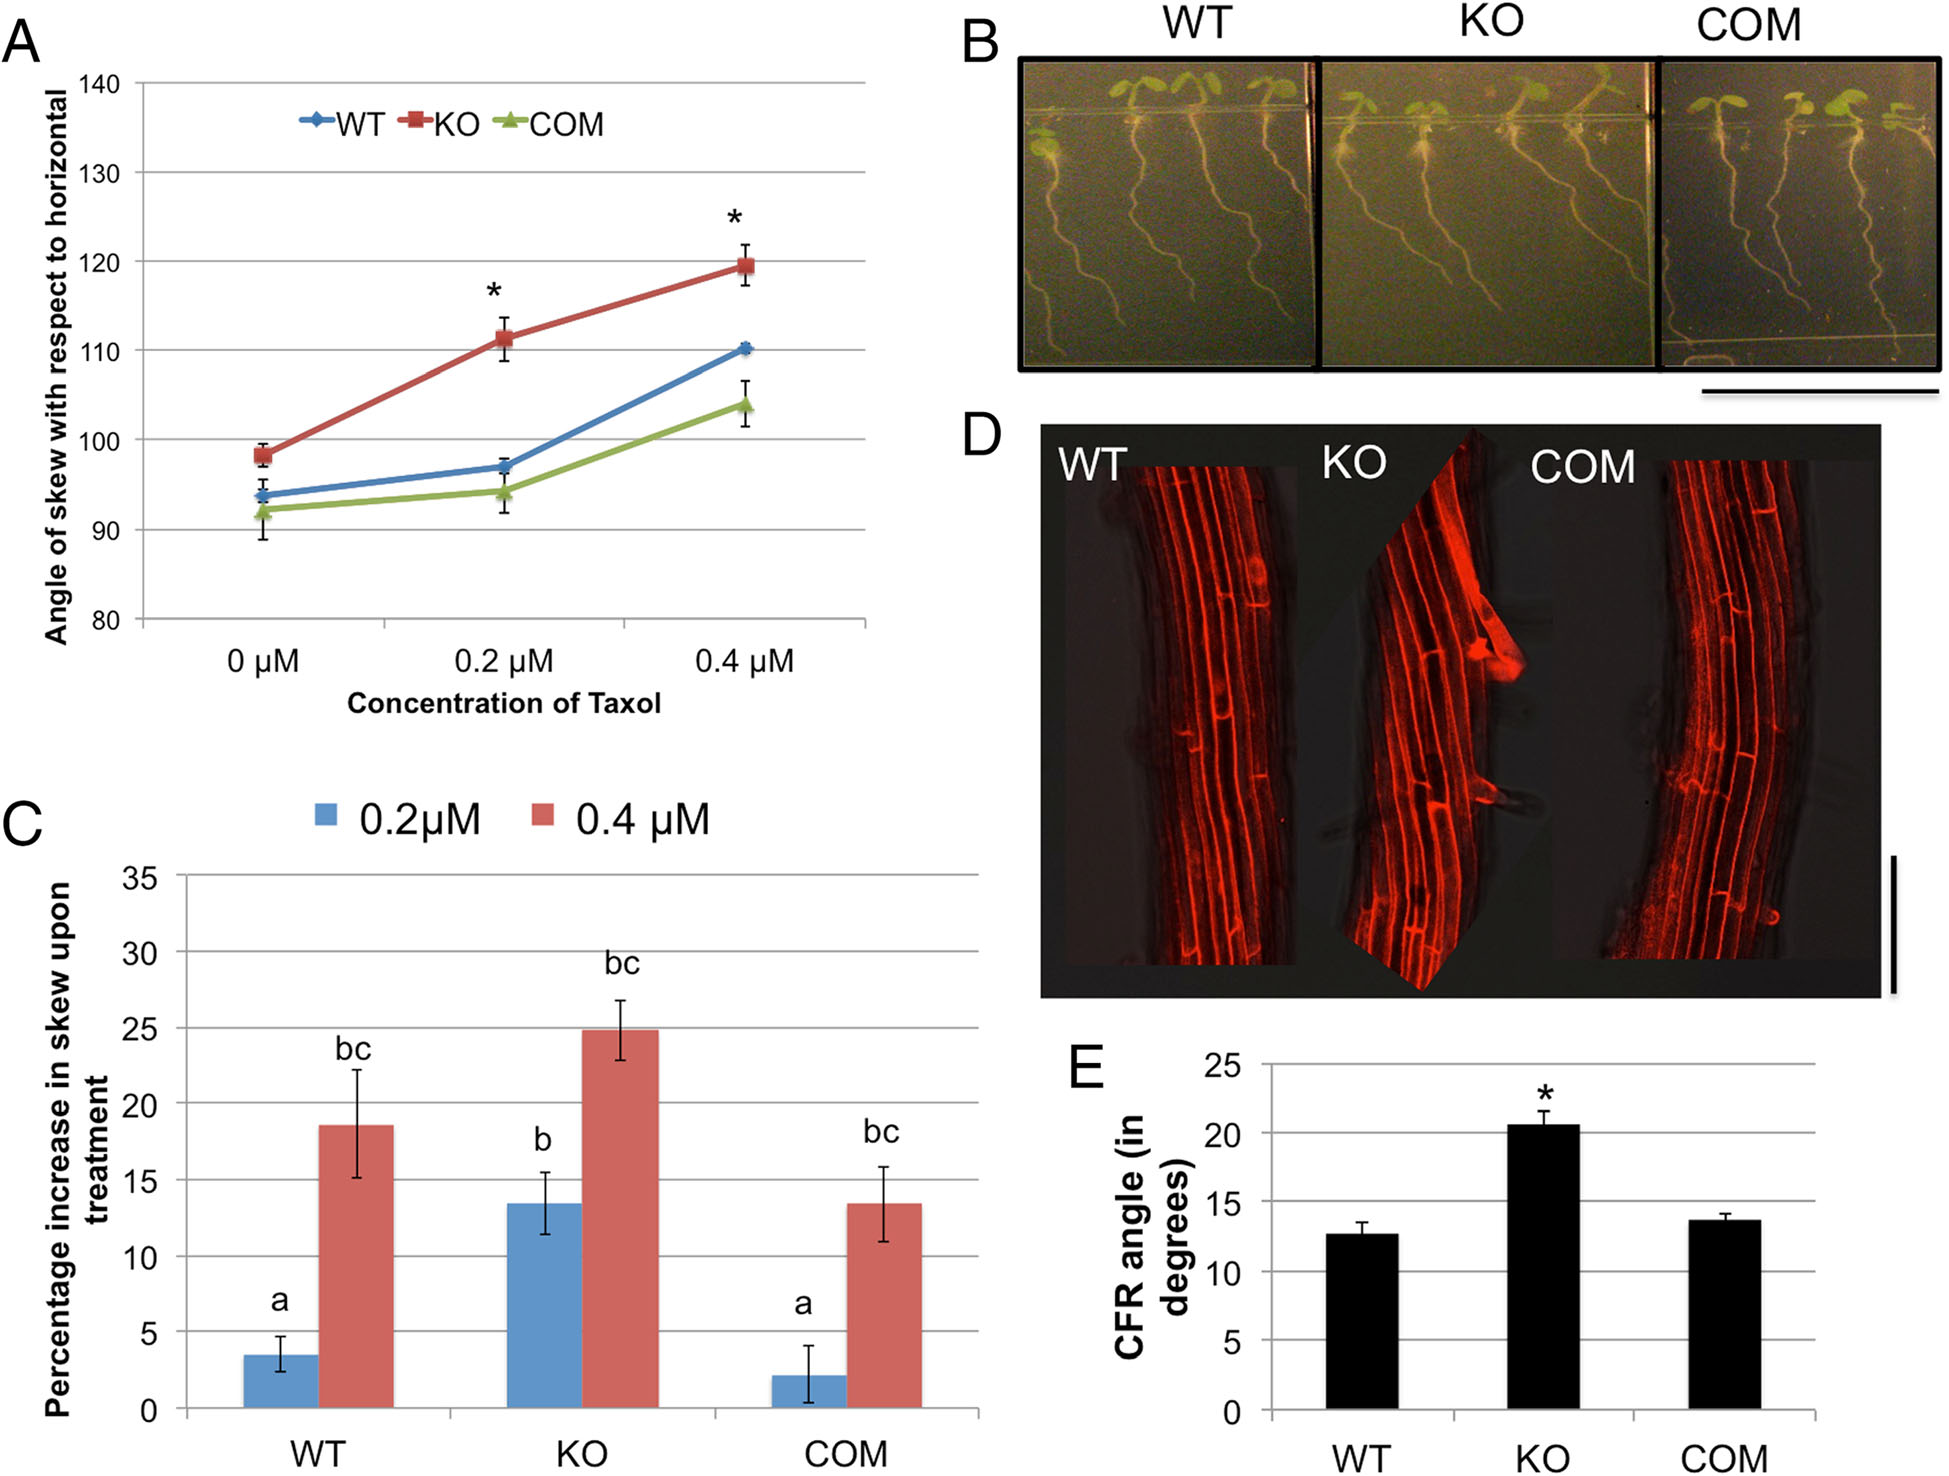 A
Angle of skew with respect to horizontal
140
130
120
110
100
90
80
WT KO COM
*
*
0 µM 0.2 µM 0.4 µM
Concentration of Taxol
B
WT KO COM
C
0.2µM 0.4 µM
Percentage increase in skew upon
treatment
35
30
25
20
15
10
5
0
a
bc
b
bc
a
bc
WT KO COM
D
WT KO COM
E
CFR angle (in
degrees)
25
20
15
10
5
0
*
WT KO COM